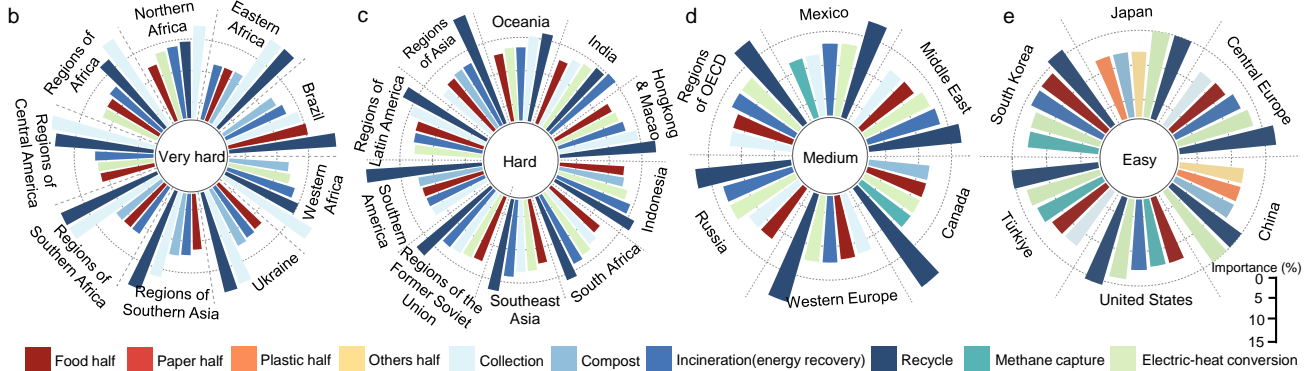 b
Northern
Africa
Eastern
Africa
Brazil
Western
Africa
Ukraine
Regions of
Southern Asia
Regions of
Southern Africa
Regions of
Central America
Regions of
Africa
Very hard
c
Oceania
India
Hongkong
& Macao
Indonesia
South Africa
Southeast
Asia
Regions of the
Former Soviet
Union
Southern
America
Regions of
Latin America
Regions
of Asia
Hard
d
Mexico
Middle East
Canada
Western Europe
Russia
Regions
of OECD
Medium
e
Japan
Central Europe
China
United States
Türkiye
South Korea
Easy
Importance (%)
0
5
10
15
Food half
Paper half
Plastic half
Others half
Collection
Compost
Incineration(energy recovery)
Recycle
Methane capture
Electric-heat conversion